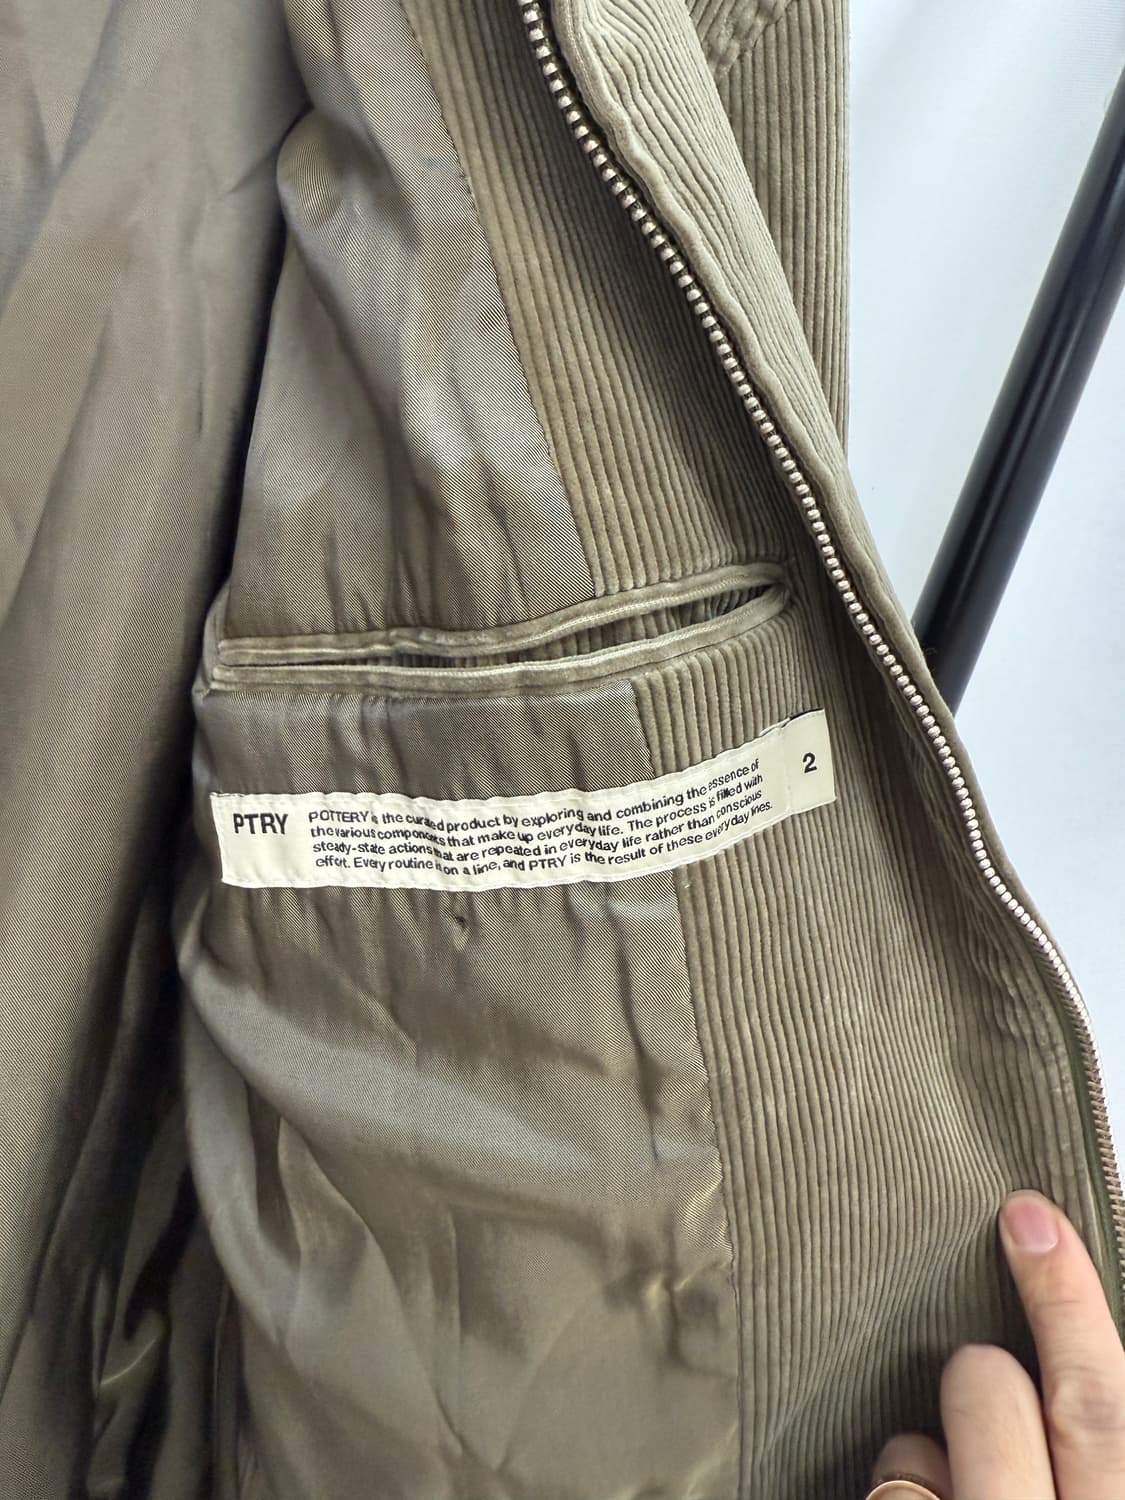 PTRY
POTTERY is the curated product by exploring and combining the essence of
the various components that make up everyday life. The process is filled with
steady-state actions that are repeated in everyday life rather than conscious
effort. Every routine is on a line, and PTRY is the result of these everyday lines.
2